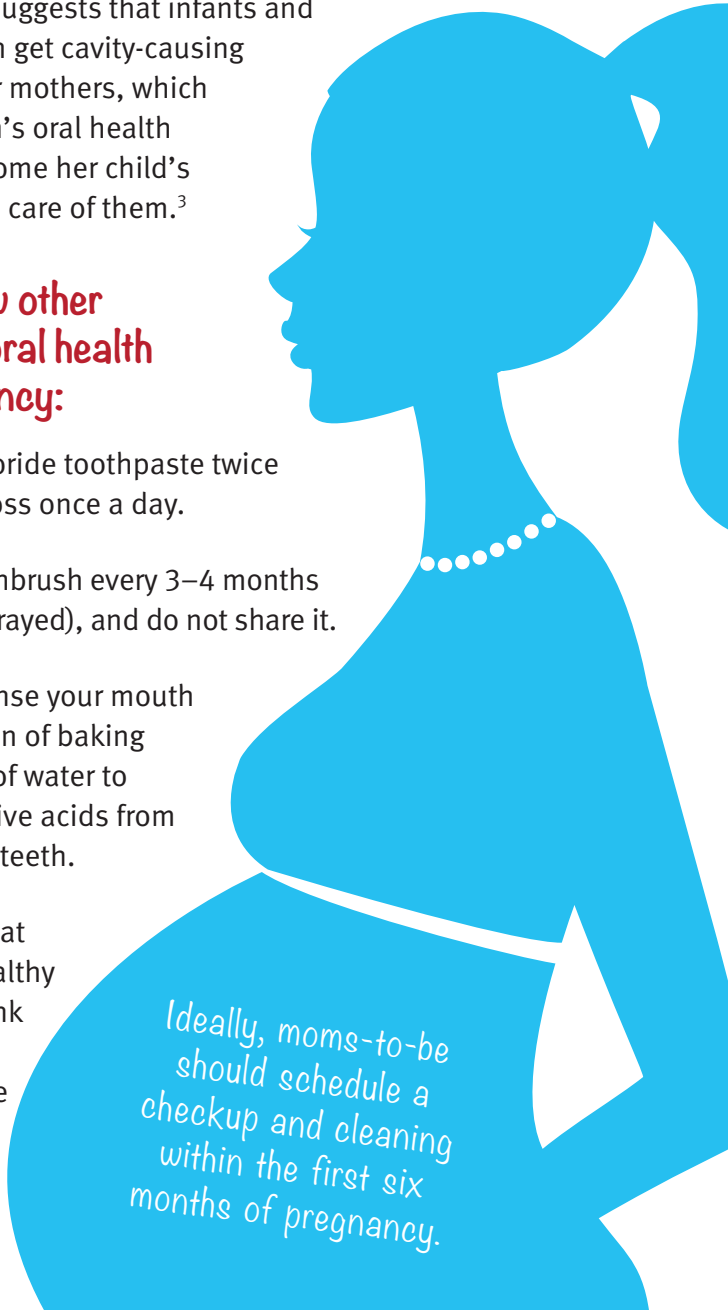 uggests that infants and
get cavity-causing
mothers, which
's oral health
ome her child's
care of them.³
other
oral health
ncy:
oride toothpaste twice
oss once a day.
nbrush every 3–4 months
rayed), and do not share it.
nse your mouth
n of baking
of water to
ive acids from
teeth.
at
althy
nk
e
Ideally, moms-to-be
should schedule a
checkup and cleaning
within the first six
months of pregnancy.